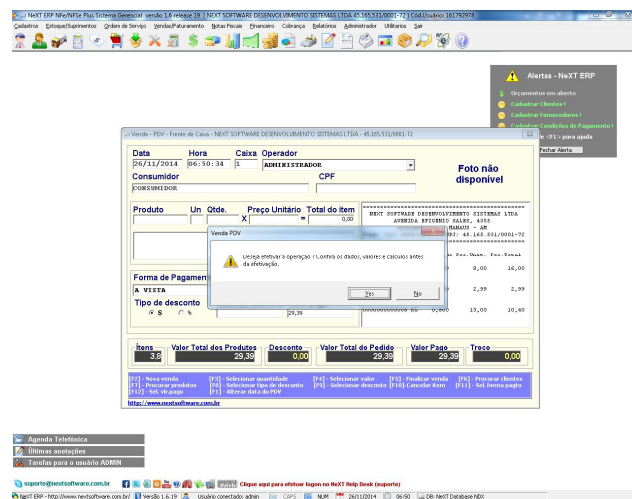 NeXT ERP NFe/NFSe Plus Sistema Gerencial versão 1.6 release 19 | NEXT SOFTWARE DESENVOLVIMENTO SISTEMAS LTDA 45.165.531/0001-72 | Cód.Usuário: 161792978
Cadastros Estoque/Suprimentos Ordem de Serviço Vendas/Faturamento Notas Fiscais Financeiro Cobrança Relatórios Administrador Utilitários Sair
Alertas - NeXT ERP
Orçamentos em aberto
Cadastrar Clientes !
Cadastrar Fornecedores !
Cadastrar Condições de Pagamento !
<F1> para ajuda
Fechar Alerta
Venda - PDV - Frente de Caixa - NEXT SOFTWARE DESENVOLVIMENTO SISTEMAS LTDA - 45.165.531/0001-72
Data Hora Caixa Operador
26/11/2014 06:50:34 1 ADMINISTRADOR
Foto não
disponível
Consumidor CPF
CONSUMIDOR
Produto Un Qtde. Preço Unitário Total do item
X = 0,00
NEXT SOFTWARE DESENVOLVIMENTO SISTEMAS LTDA
AVENIDA EFIGENIO SALES, 4355
MANAUS - AM
45.165.531/0001-72
Venda PDV
Deseja efetivar a operação ? Confira os dados, valores e cálculos antes
da efetivação.
Yes No
8,00 16,00
2,99 2,99
13,00 10,40
Forma de Pagamen
A VISTA
Tipo de desconto
$ %
29,39
Ítens Valor Total dos Produtos Desconto Valor Total do Pedido Valor Pago Troco
3,8 29,39 0,00 29,39 29,39 0,00
[F2] - Nova venda [F3] - Selecionar quantidade [F4] - Selecionar valor [F5] - Finalizar venda [F6] - Procurar clientes
[F7] - Procurar produtos [F8] - Selecionar tipo de desconto [F9] - Selecionar desconto [F10]-Cancelar item [F11] - Sel. forma pagto
[F12] - Sel. vlr.pago [F1] - Alterar data do PDV
http://www.nextsoftware.com.br
Agenda Telefônica
Últimas anotações
Tarefas para o usuário ADMIN
suporte@nextsoftware.com.br Clique aqui para efetuar logon no NeXT Help Desk (suporte)
NeXT ERP - http://www.nextsoftware.com.br/ Versão 1.6.19 Usuário conectado: admin CAPS NUM 26/11/2014 06:50 DB: NeXT Database NDX